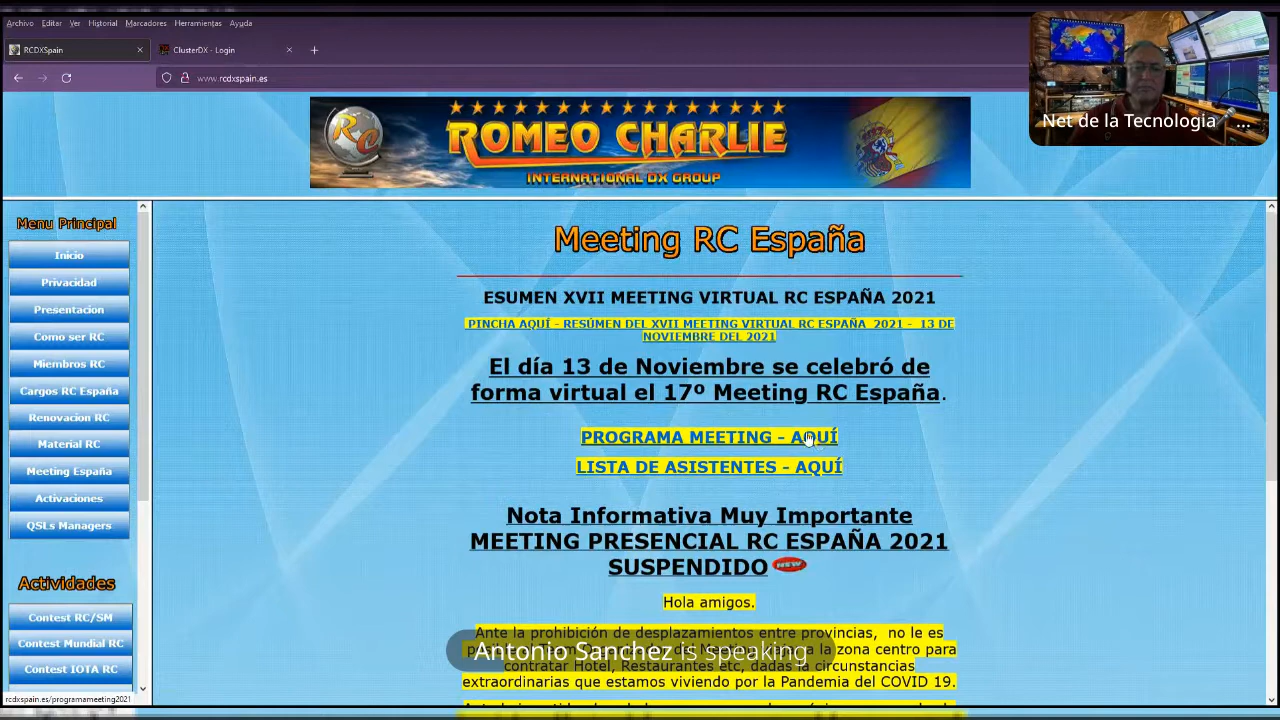 Archivo Editar Ver Historial Marcadores Herramientas Ayuda
RCDXSpain
ClusterDX - Login
www.rcdxspain.es
Net de la Tecnologia ...
RC
ROMEO CHARLIE
INTERNATIONAL DX GROUP
Menu Principal
Inicio
Privacidad
Presentacion
Como ser RC
Miembros RC
Cargos RC España
Renovacion RC
Material RC
Meeting España
Activaciones
QSLs Managers
Actividades
Contest RC/SM
Contest Mundial RC
Contest IOTA RC
rcdxspain.es/programameeting2021
Meeting RC España
ESUMEN XVII MEETING VIRTUAL RC ESPAÑA 2021
PINCHA AQUÍ - RESÚMEN DEL XVII MEETING VIRTUAL RC ESPAÑA 2021 - 13 DE
NOVIEMBRE DEL 2021
El día 13 de Noviembre se celebró de
forma virtual el 17º Meeting RC España.
PROGRAMA MEETING - AQUÍ
LISTA DE ASISTENTES - AQUÍ
Nota Informativa Muy Importante
MEETING PRESENCIAL RC ESPAÑA 2021
SUSPENDIDO NEW
Hola amigos.
Ante la prohibición de desplazamientos entre provincias, no le es
la zona centro para
contratar Hotel, Restaurantes etc, dadas la circunstancias
extraordinarias que estamos viviendo por la Pandemia del COVID 19.
Antonio Sanchez is speaking